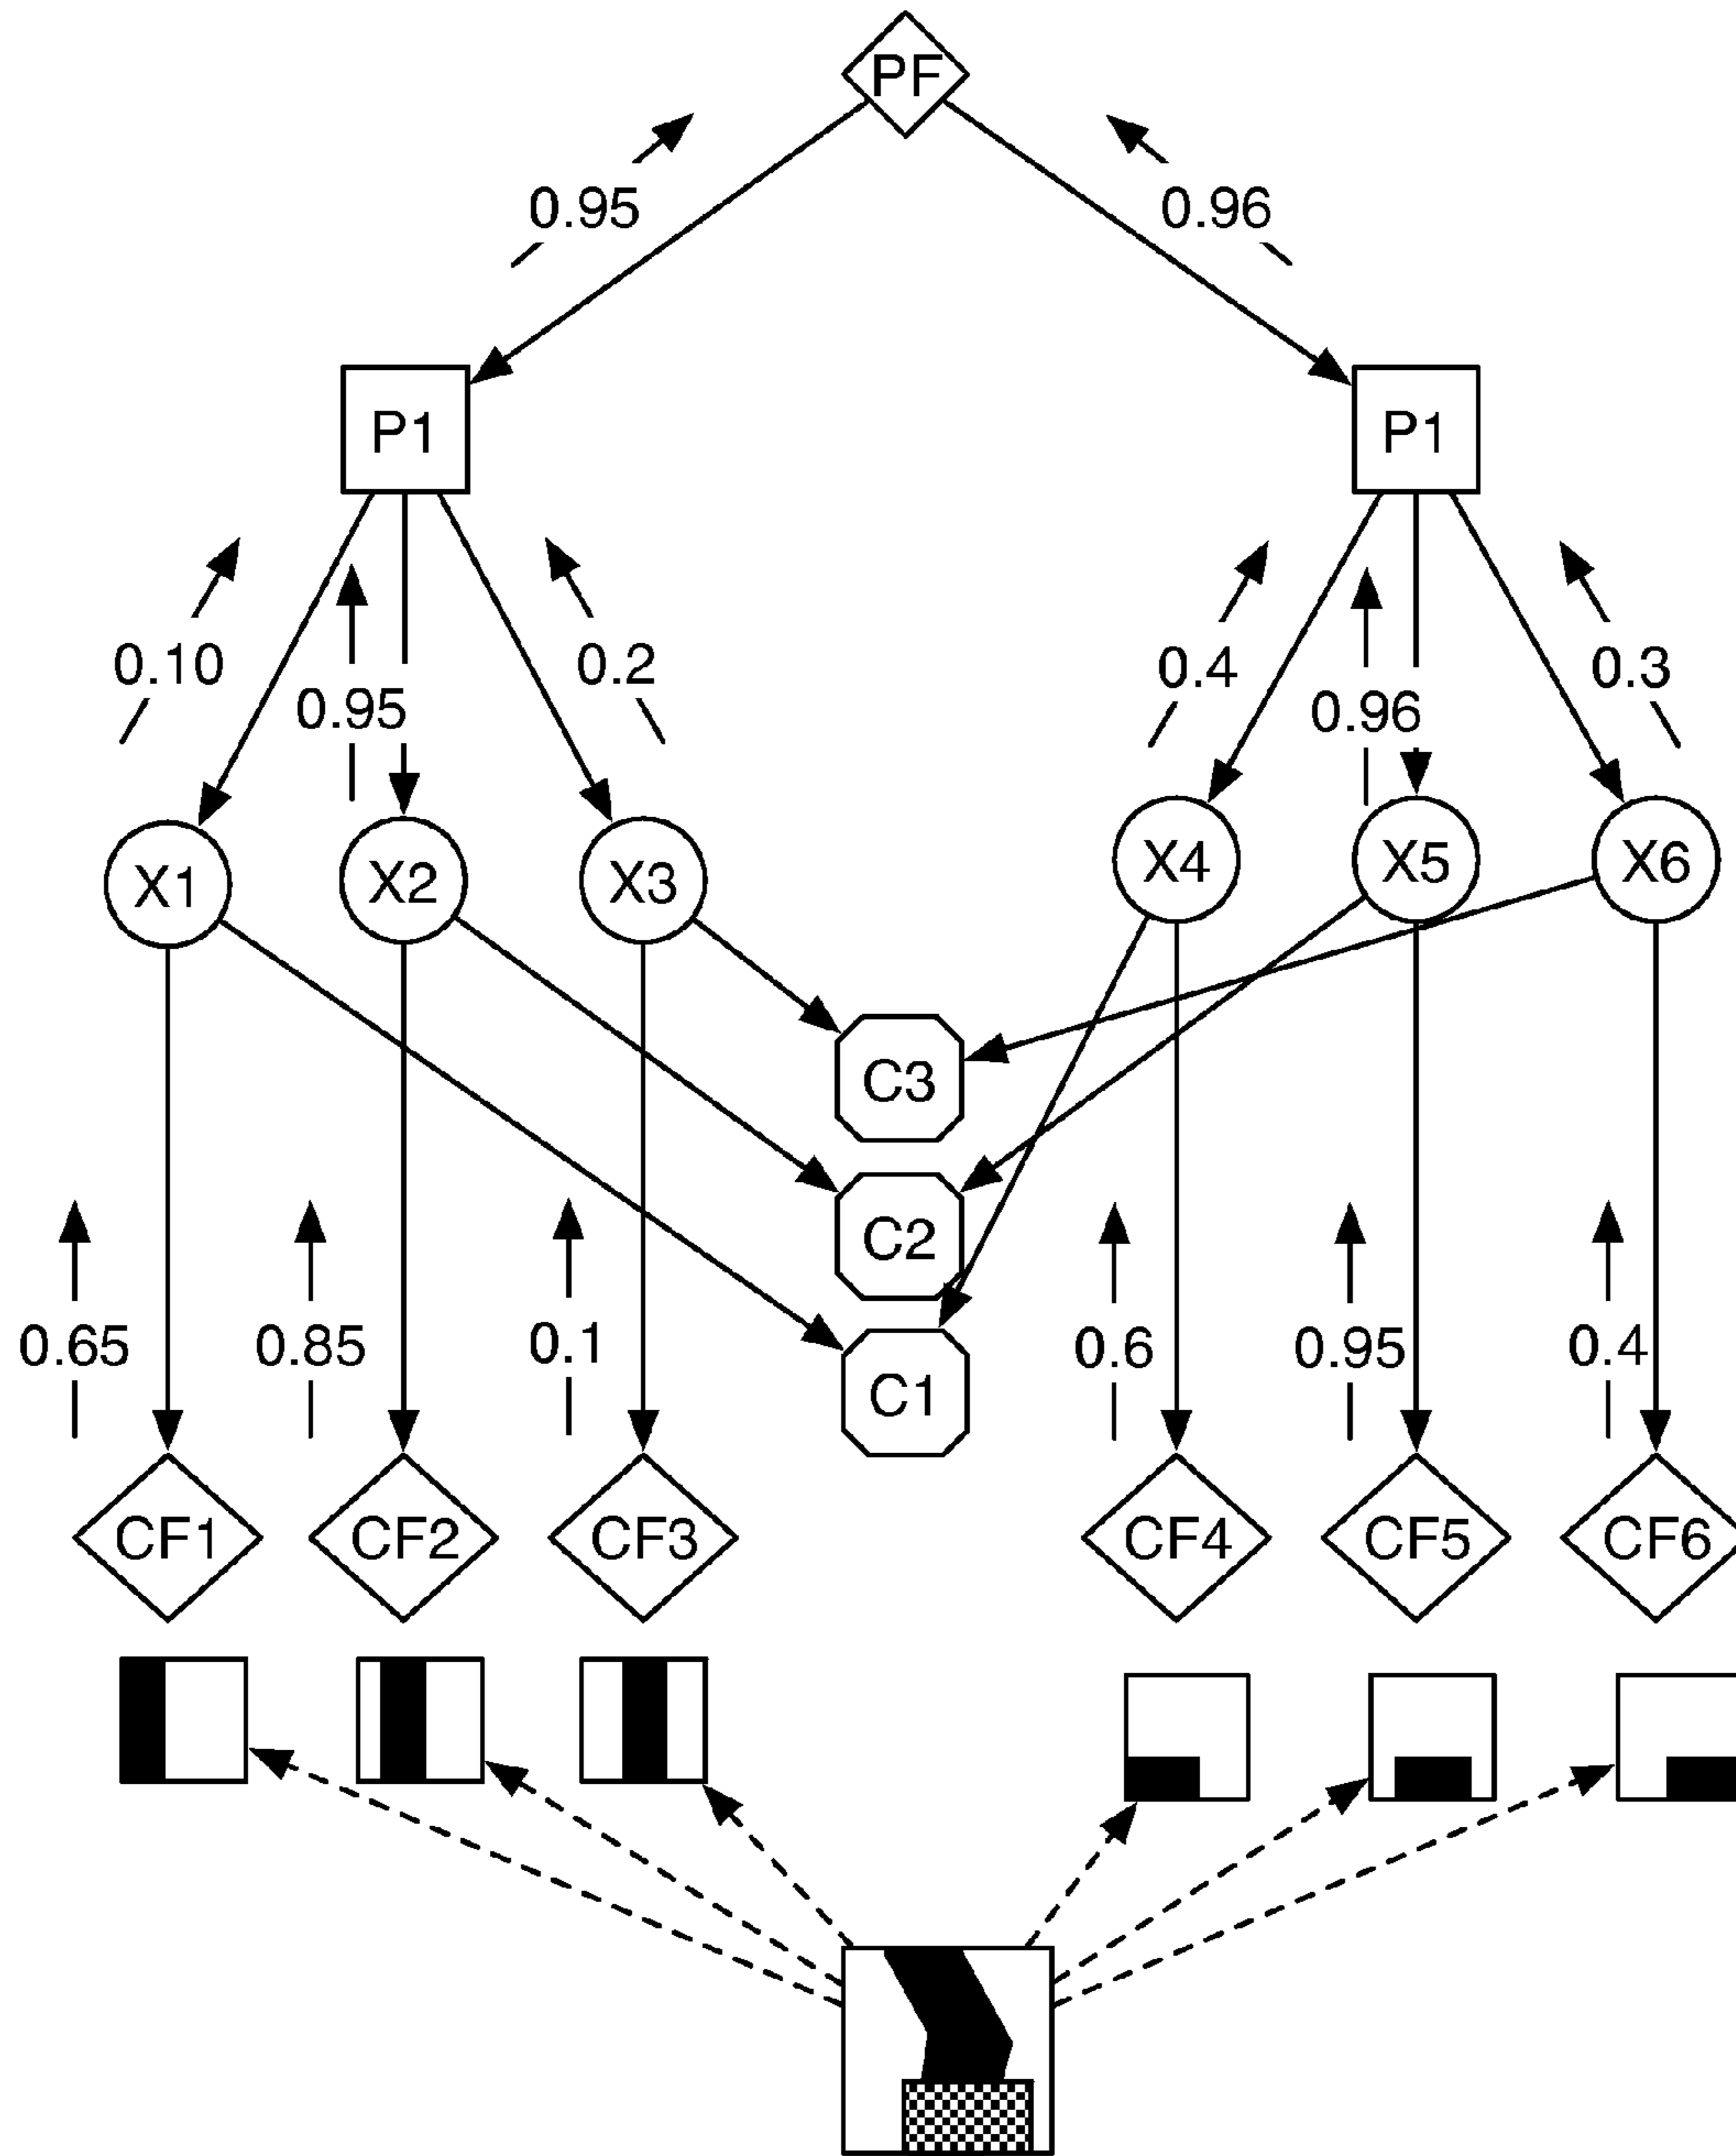 PF
0.95 0.96
P1 P1
0.10 0.2 0.4 0.3
0.95 0.96
X1 X2 X3 X4 X5 X6
C3
C2
0.65 0.85 0.1 0.6 0.95 0.4
C1
CF1 CF2 CF3 CF4 CF5 CF6